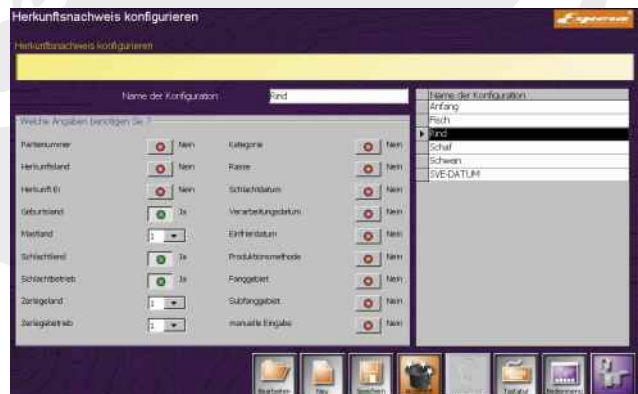 Herkunftsnachweis konfigurieren
Herkunftsnachweis konfigurieren
Name der Konfiguration Rind
Name der Konfiguration
Anfang
Fisch
Rind
Schaf
Schwein
SVE-DATUM
Welche Angaben benötigen Sie ?
Partienummer Nein Kategorie Nein
Herkunftsland Nein Rasse Nein
Herkunft Ei Nein Schlachtdatum Nein
Geburtsland Ja Verarbeitungsdatum Nein
Mastland 1 Einfrierdatum Nein
Schlachtland Ja Produktionsmethode Nein
Schlachtbetrieb Ja Fanggebiet Nein
Zerlegeland 1 Subfanggebiet Nein
Zerlegebetrieb 1 manuelle Eingabe Nein
Bearbeiten Neu Speichern Tastatur Bedienmenü